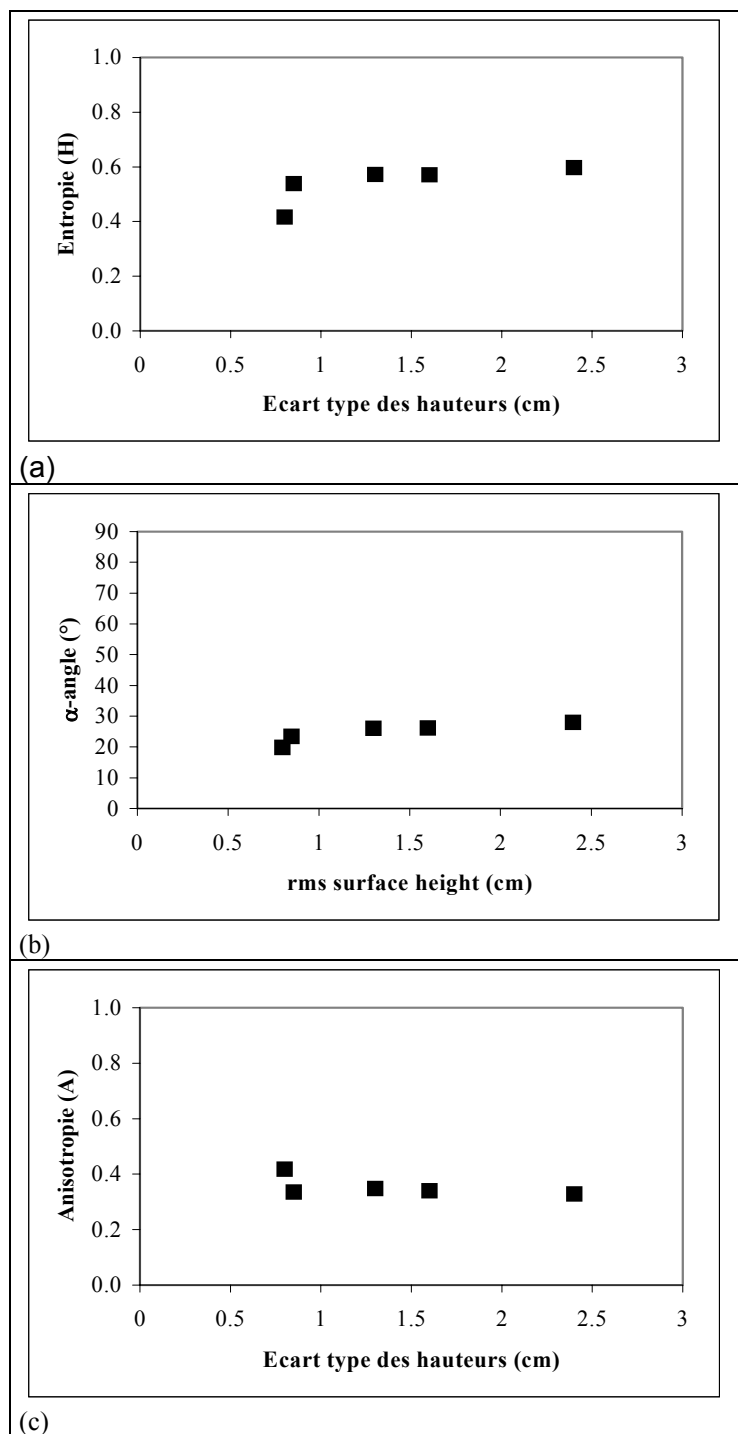 1.0
0.8
0.6
0.4
0.2
0.0
Entropie (H)
0 0.5 1 1.5 2 2.5 3
Ecart type des hauteurs (cm)
(a)
90
80
70
60
50
40
30
20
10
0
α-angle (°)
0 0.5 1 1.5 2 2.5 3
rms surface height (cm)
(b)
1.0
0.8
0.6
0.4
0.2
0.0
Anisotropie (A)
0 0.5 1 1.5 2 2.5 3
Ecart type des hauteurs (cm)
(c)